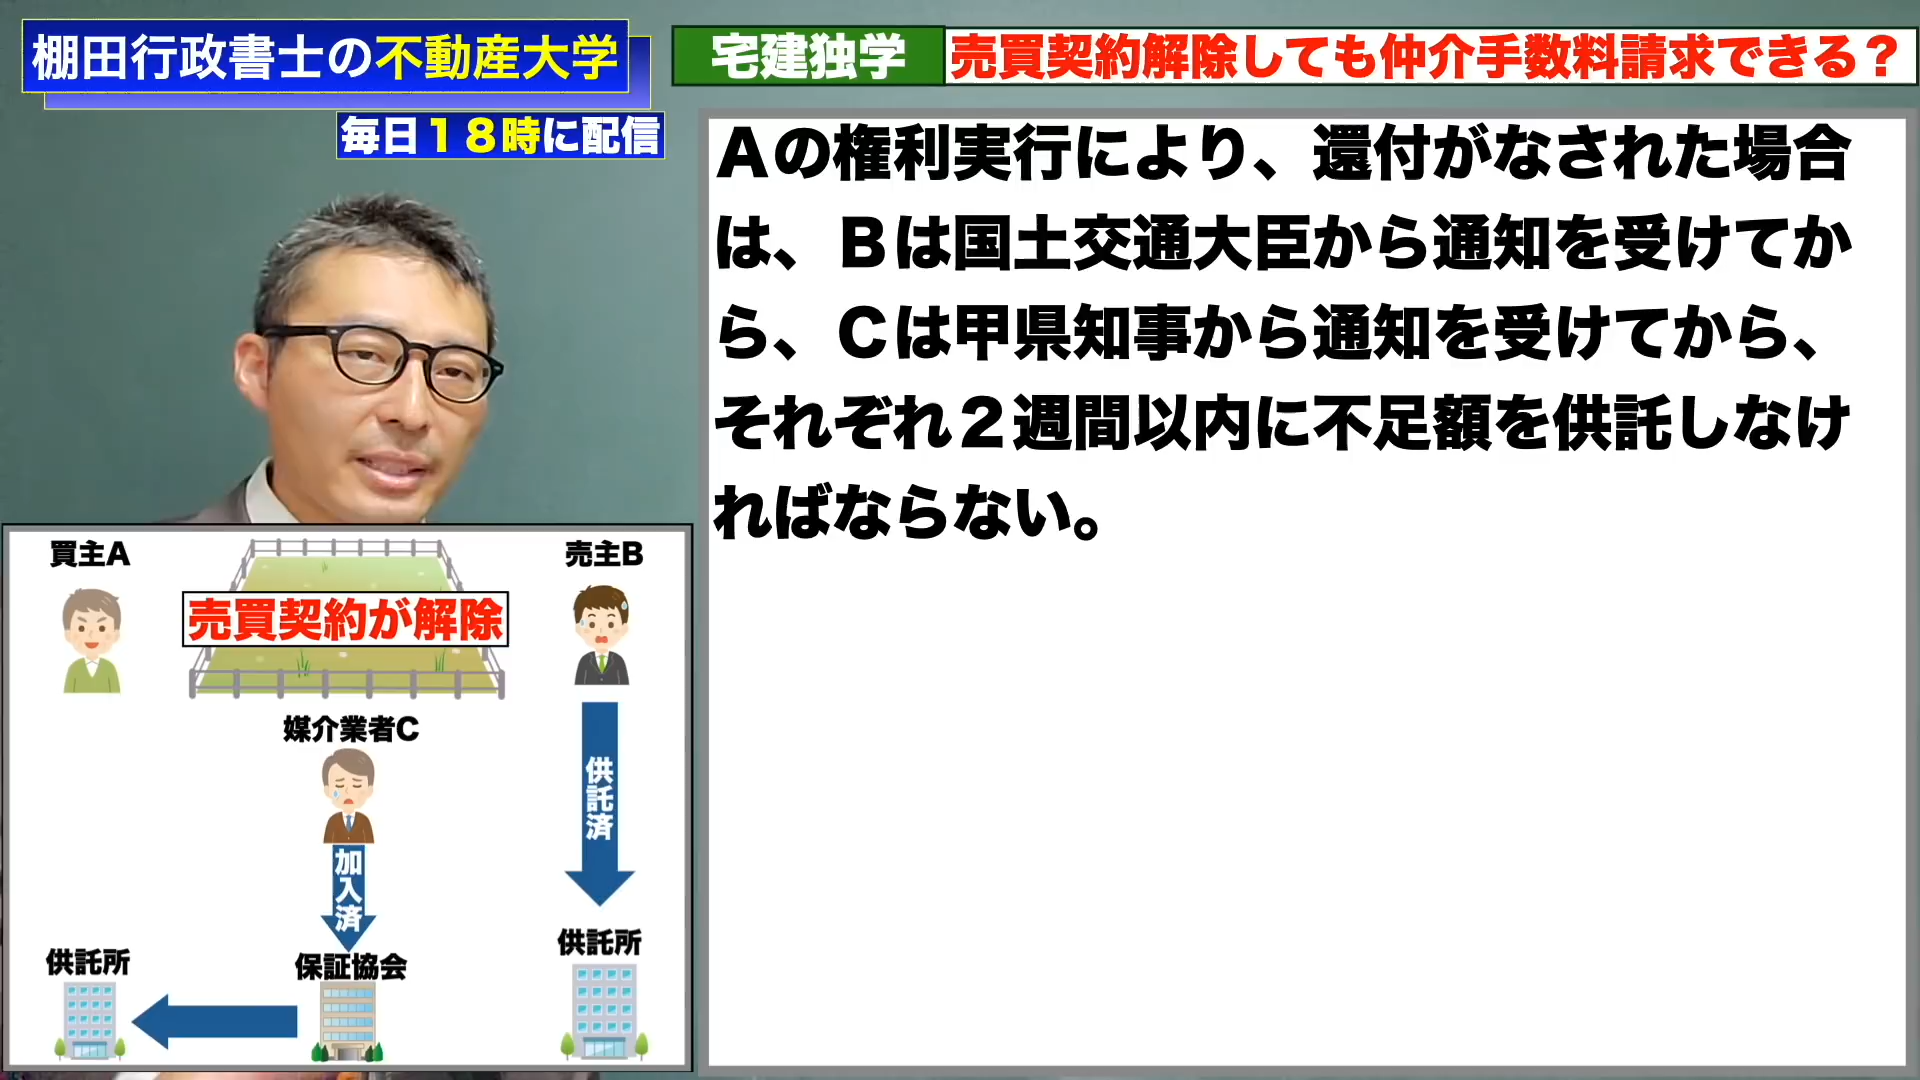 棚田行政書士の不動産大学
毎日１８時に配信
宅建独学
売買契約解除しても仲介手数料請求できる？
Ａの権利実行により、還付がなされた場合
は、Ｂは国土交通大臣から通知を受けてか
ら、Ｃは甲県知事から通知を受けてから、
それぞれ２週間以内に不足額を供託しなけ
ればならない。
買主A
売主B
売買契約が解除
媒介業者C
供託済
加入済
供託所
保証協会
供託所